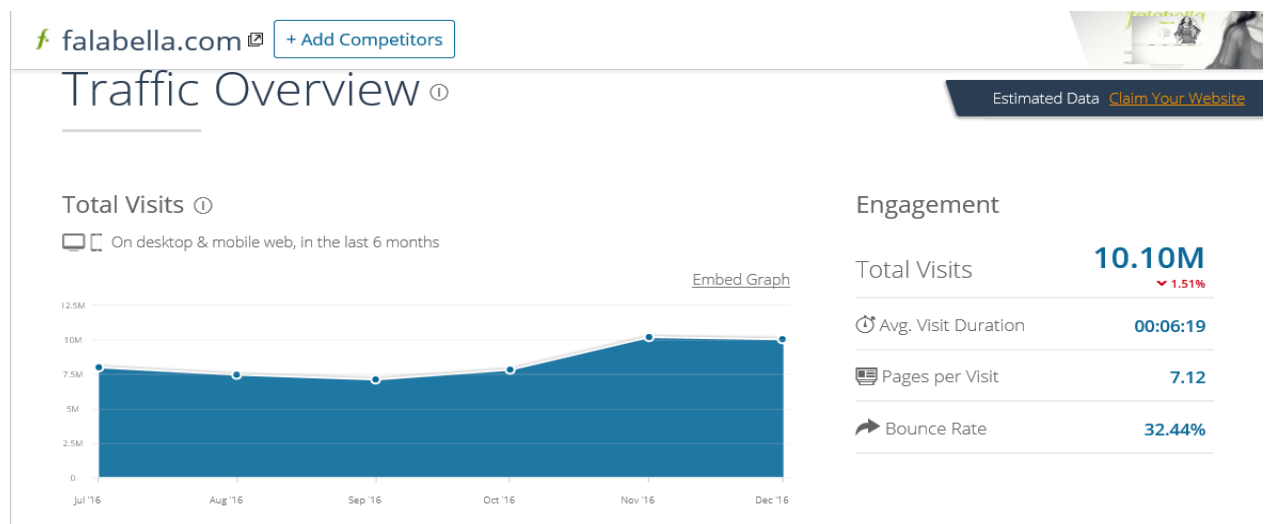 falabella.com + Add Competitors
falabella
Traffic Overview
Estimated Data Claim Your Website
Total Visits
On desktop & mobile web, in the last 6 months
Embed Graph
12.5M
10M
7.5M
5M
2.5M
0
Jul '16 Aug '16 Sep '16 Oct '16 Nov '16 Dec '16
Engagement
Total Visits 10.10M
1.51%
Avg. Visit Duration 00:06:19
Pages per Visit 7.12
Bounce Rate 32.44%